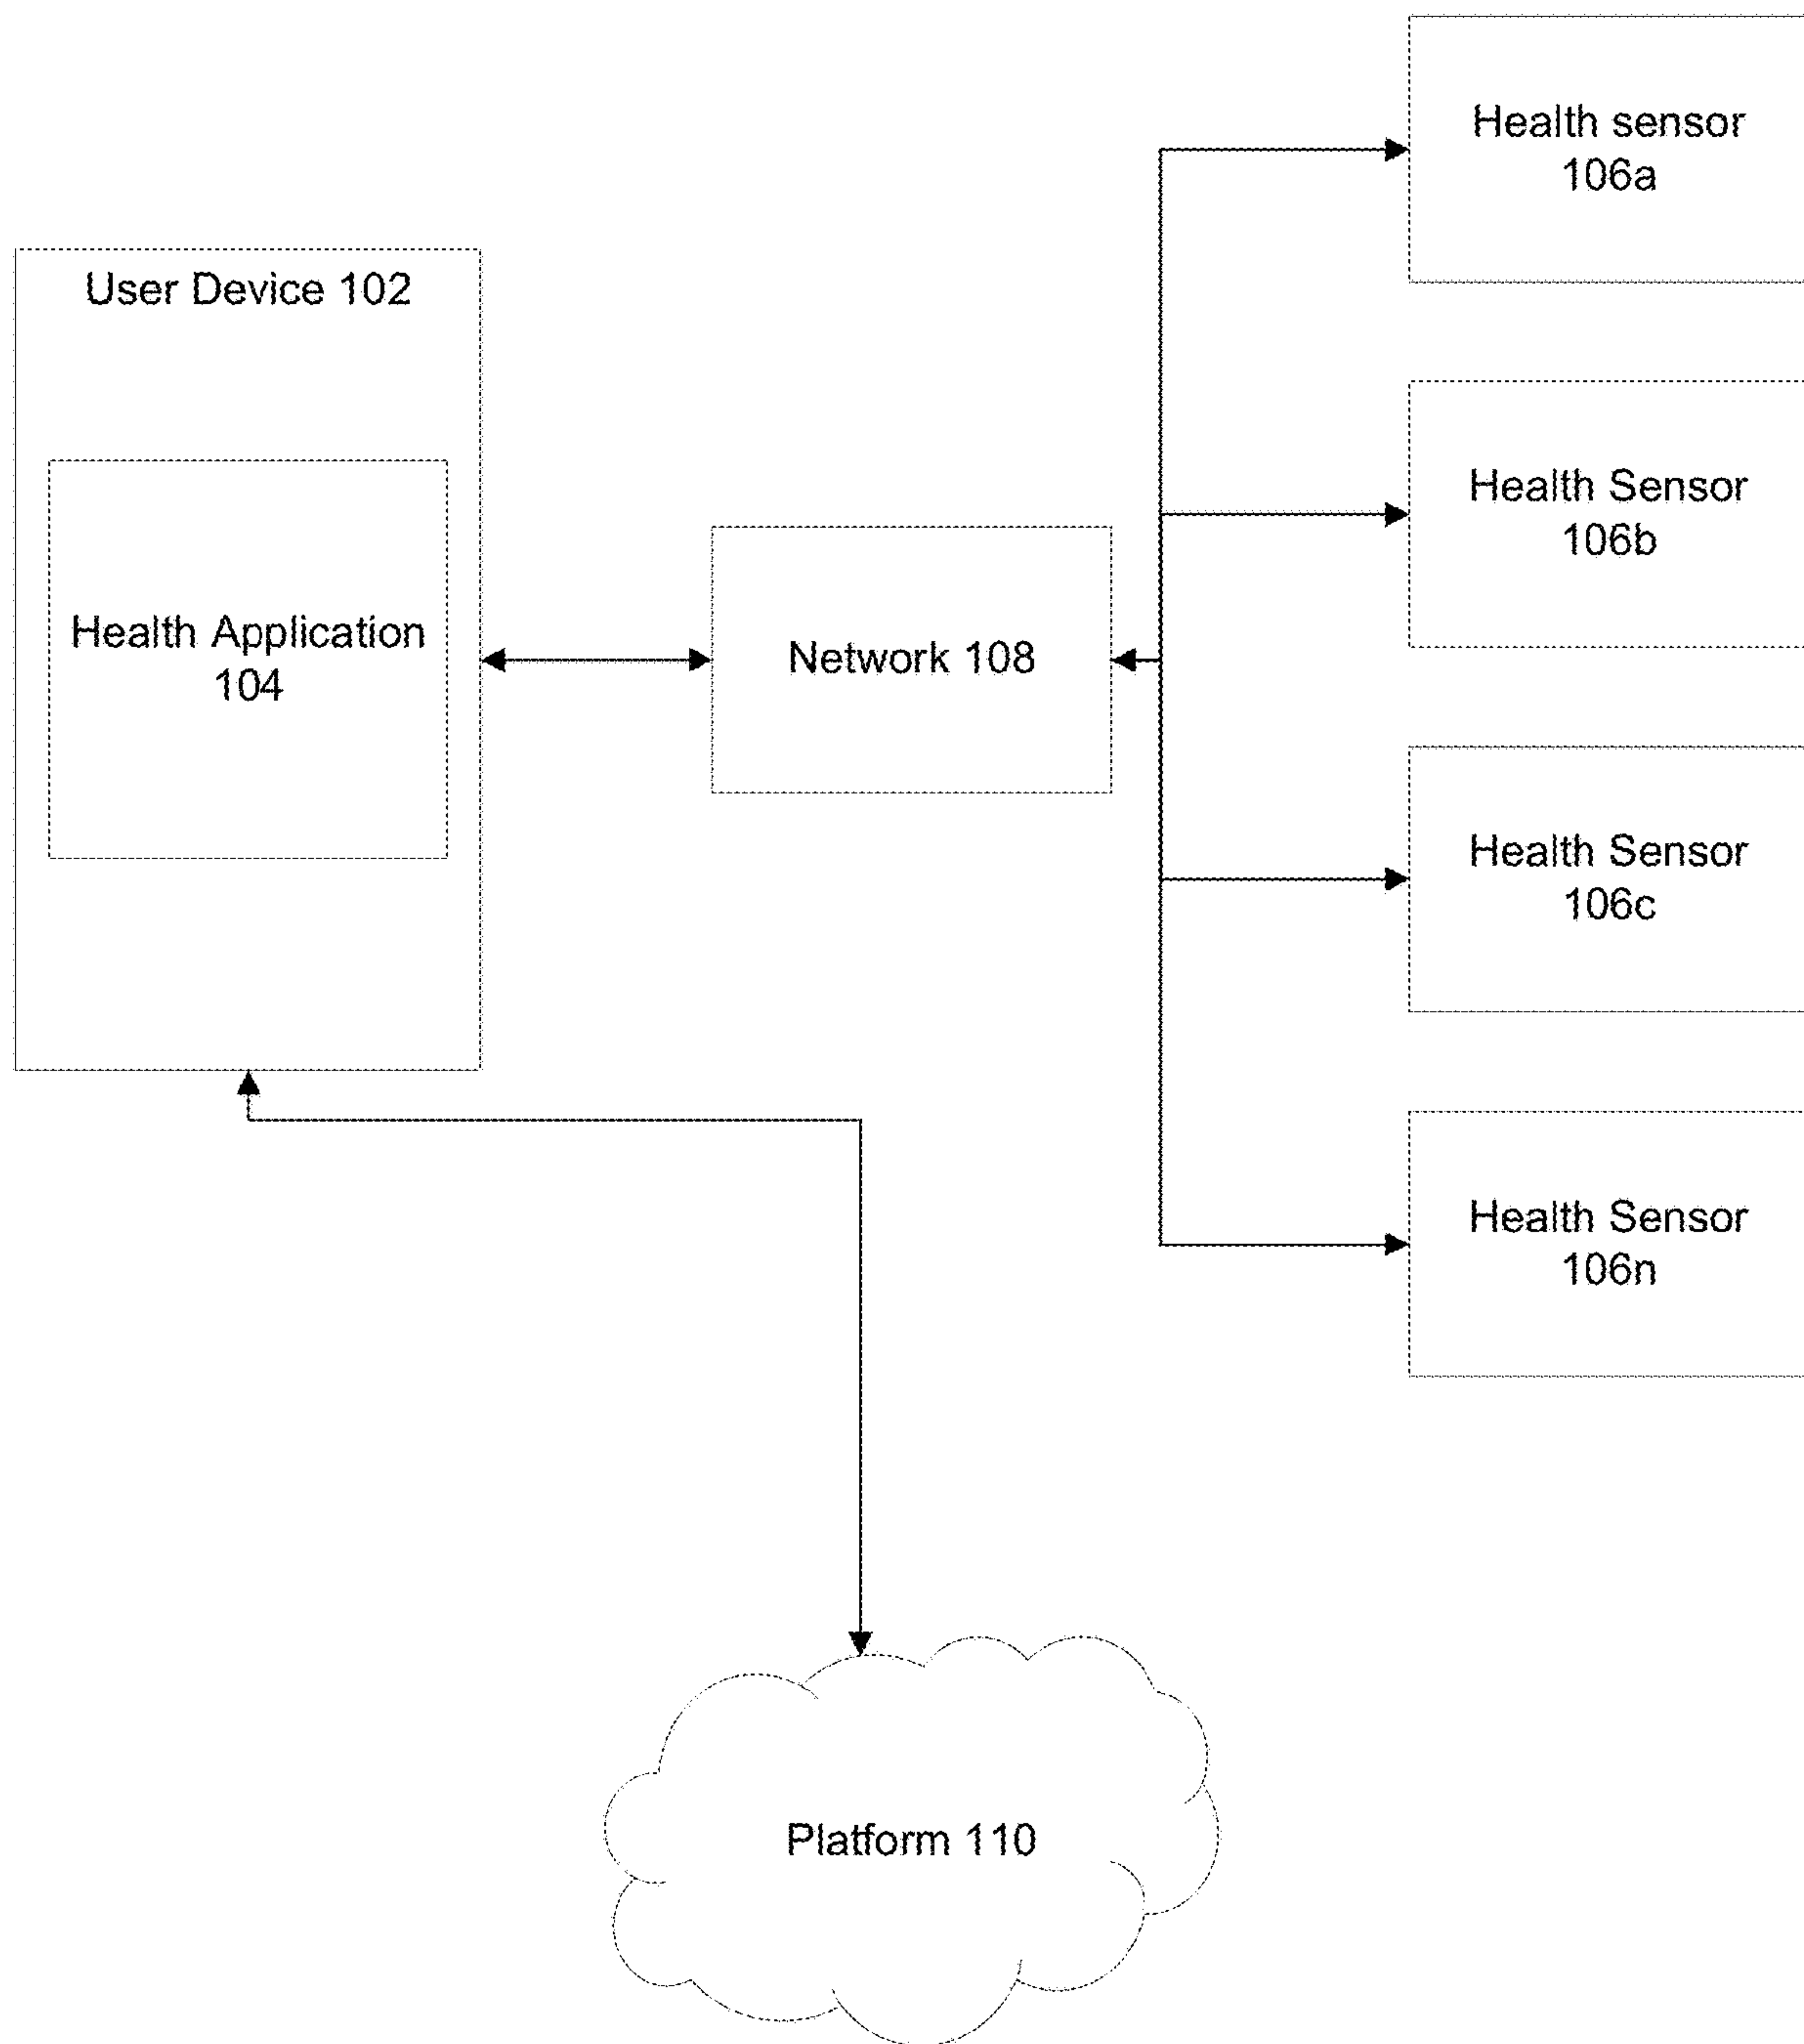 Health sensor
106a
User Device 102
Health Sensor
106b
Health Application
104
Network 108
Health Sensor
106c
Health Sensor
106n
Platform 110